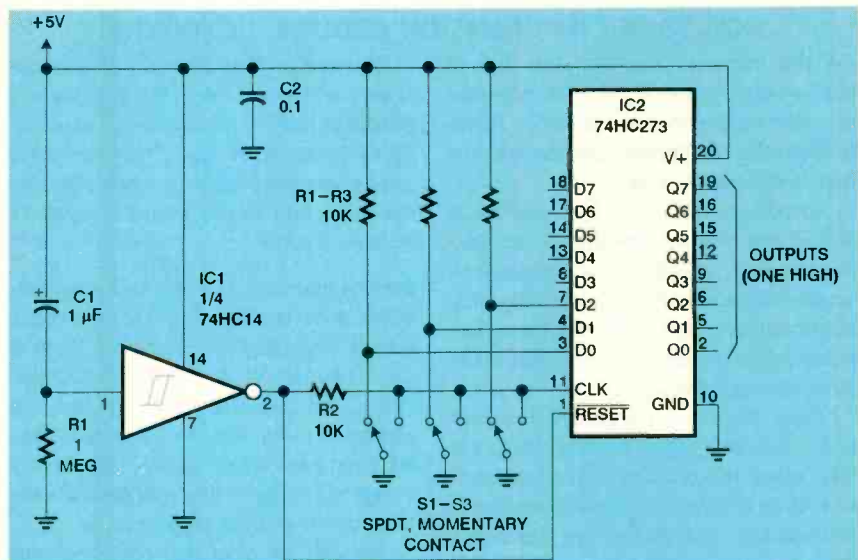 +5V
C2
0.1
IC2
74HC273
V+
20
R1–R3
10K
18
D7
Q7
19
17
D6
Q6
16
14
D5
Q5
15
13
D4
Q4
12
8
D3
Q3
9
7
D2
Q2
6
4
D1
Q1
5
3
D0
Q0
2
OUTPUTS
(ONE HIGH)
+
C1
1 µF
IC1
1/4
74HC14
14
1
2
7
R1
1
MEG
R2
10K
11
CLK
1
RESET
GND
10
S1–S3
SPDT, MOMENTARY
CONTACT